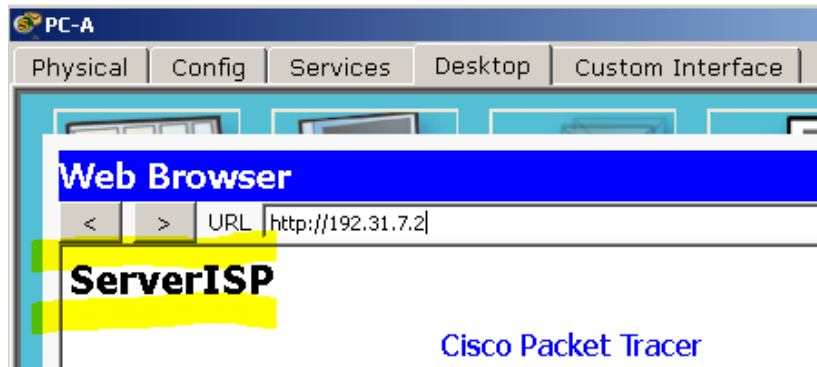 PC-A
Physical Config Services Desktop Custom Interface
Web Browser
< > URL http://192.31.7.2
ServerISP
Cisco Packet Tracer